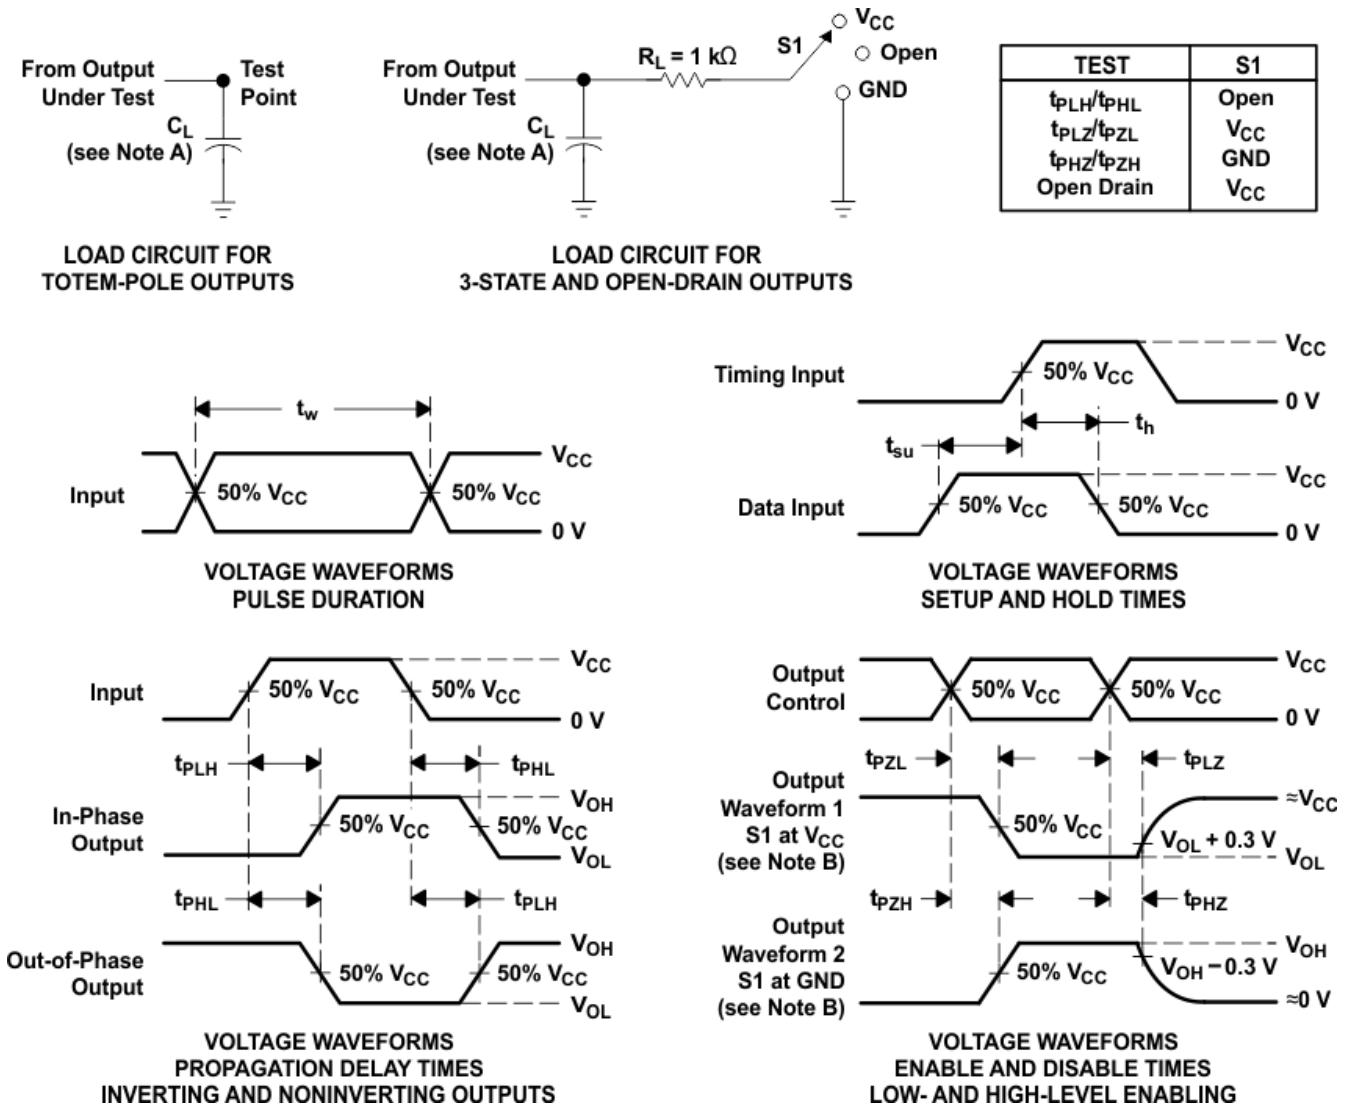 From Output
Under Test
Test
Point
CL
(see Note A)
LOAD CIRCUIT FOR
TOTEM-POLE OUTPUTS
From Output
Under Test
CL
(see Note A)
RL = 1 kΩ
S1
VCC
Open
GND
LOAD CIRCUIT FOR
3-STATE AND OPEN-DRAIN OUTPUTS
TEST S1
tPLH/tPHL Open
tPLZ/tPZL VCC
tPHZ/tPZH GND
Open Drain VCC
tw
Input
50% VCC
50% VCC
VCC
0 V
VOLTAGE WAVEFORMS
PULSE DURATION
Timing Input
50% VCC
VCC
0 V
th
tsu
Data Input
50% VCC
50% VCC
VCC
0 V
VOLTAGE WAVEFORMS
SETUP AND HOLD TIMES
Input
50% VCC
50% VCC
VCC
0 V
tPLH
tPHL
In-Phase
Output
50% VCC
50% VCC
VOH
VOL
tPHL
tPLH
Out-of-Phase
Output
50% VCC
50% VCC
VOH
VOL
VOLTAGE WAVEFORMS
PROPAGATION DELAY TIMES
INVERTING AND NONINVERTING OUTPUTS
Output
Control
50% VCC
50% VCC
VCC
0 V
tPZL
tPLZ
Output
Waveform 1
S1 at VCC
(see Note B)
50% VCC
VOL + 0.3 V
≈VCC
VOL
tPZH
tPHZ
Output
Waveform 2
S1 at GND
(see Note B)
50% VCC
VOH − 0.3 V
VOH
≈0 V
VOLTAGE WAVEFORMS
ENABLE AND DISABLE TIMES
LOW- AND HIGH-LEVEL ENABLING